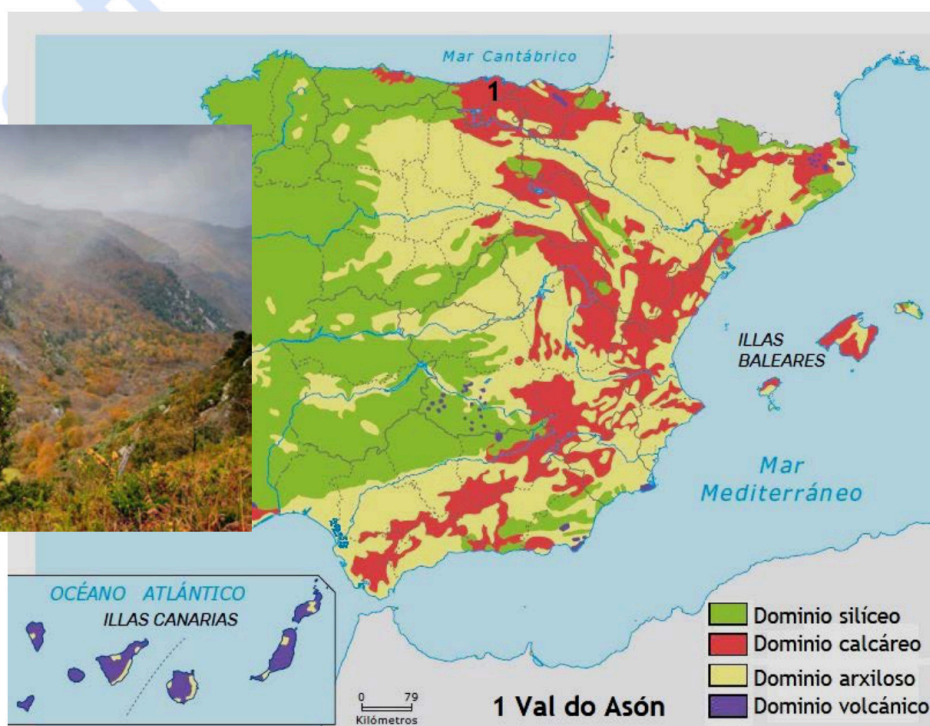 Mar Cantábrico
1
ILLAS
BALEARES
Mar
Mediterráneo
OCÉANO ATLÁNTICO
ILLAS CANARIAS
Dominio silíceo
Dominio calcáreo
Dominio arxiloso
Dominio volcánico
0 79
Kilómetros
1 Val do Asón